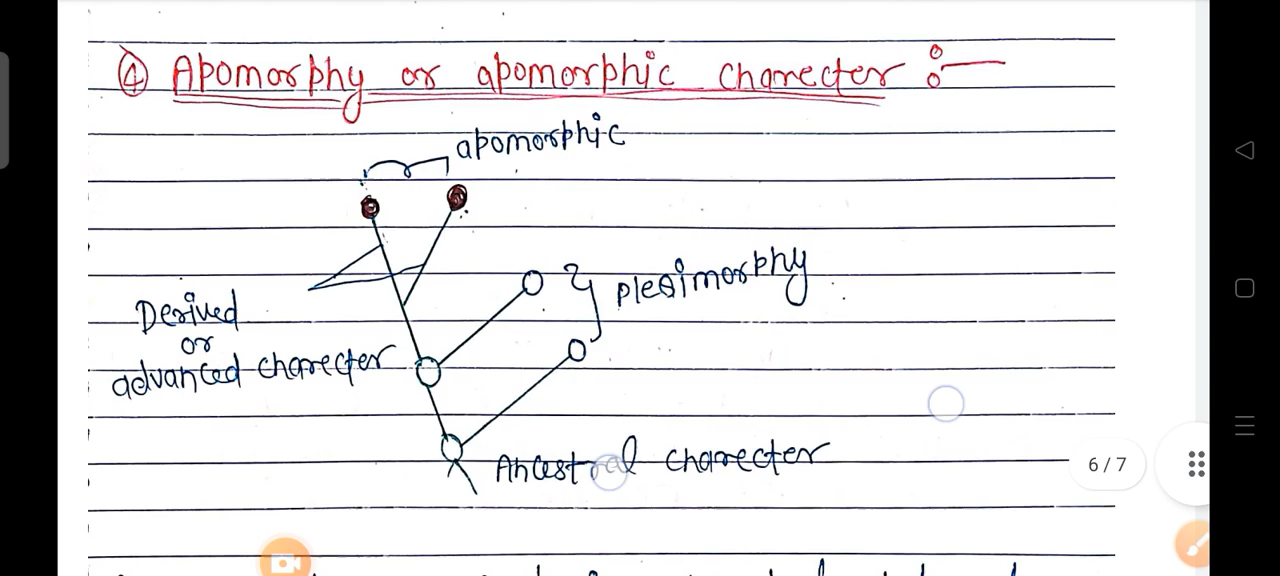 ④ Apomorphy or apomorphic charecter :—
apomorphic
plesimorphy
Derived
or
advanced charecter
Ancestral charecter
6/7